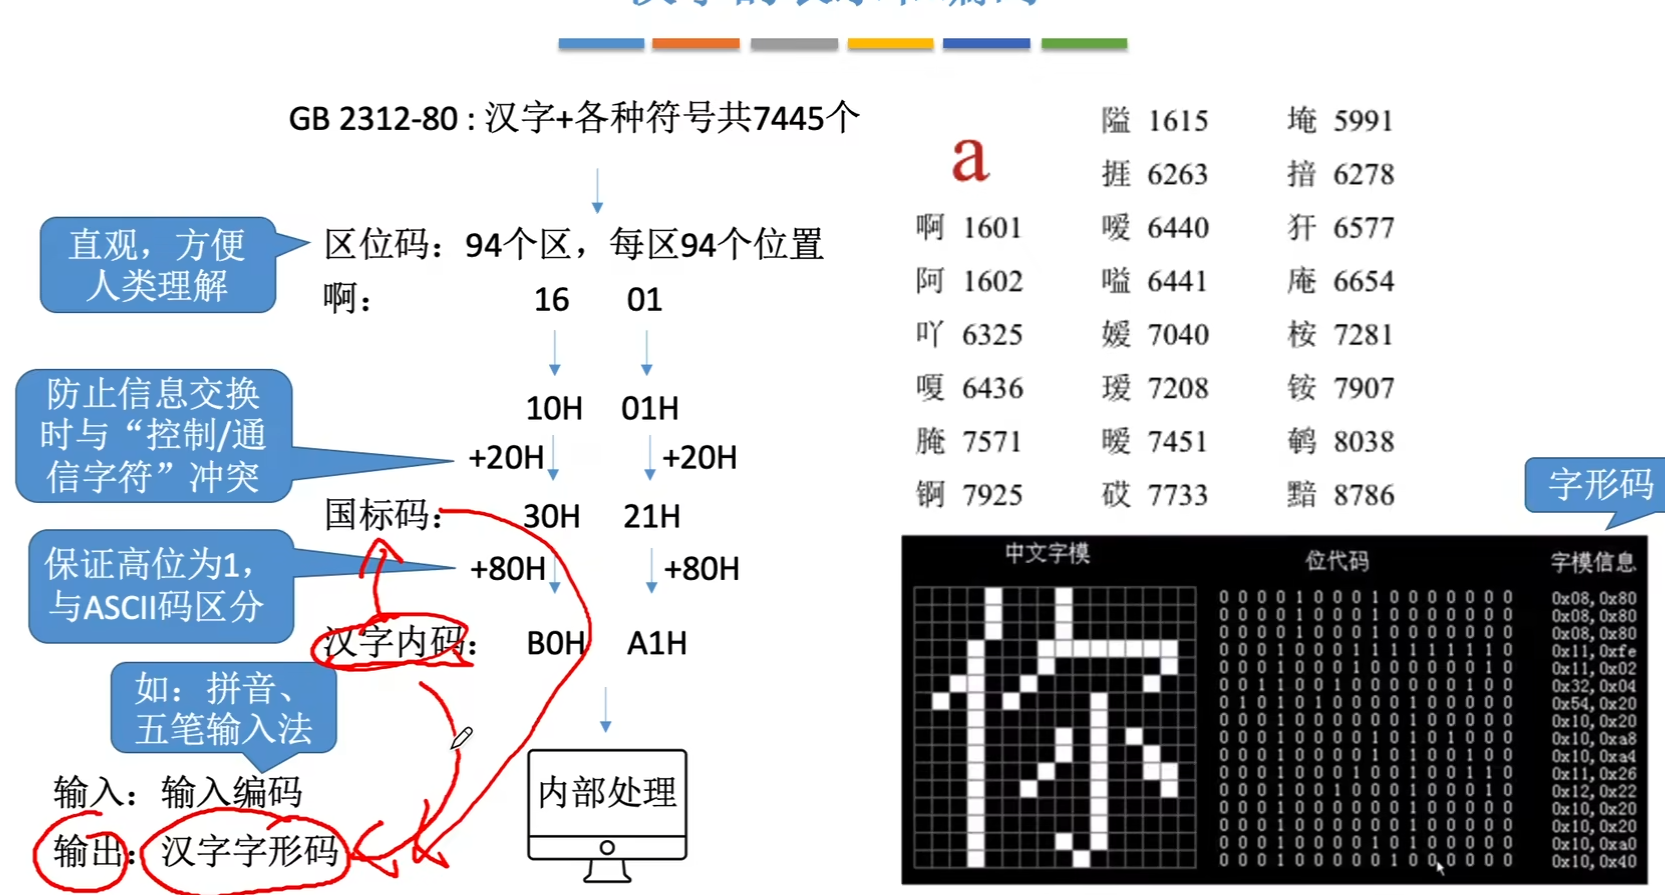 GB 2312-80 : 汉字+各种符号共7445个
直观，方便
人类理解
区位码：94个区，每区94个位置
啊： 16 01
10H 01H
防止信息交换
时与“控制/通
信字符”冲突
+20H +20H
国标码： 30H 21H
保证高位为1，
与ASCII码区分
+80H +80H
汉字内码： B0H A1H
如：拼音、
五笔输入法
输入：输入编码
输出：汉字字形码
内部处理
a
啊 1601
阿 1602
吖 6325
嗄 6436
腌 7571
锕 7925
隘 1615
捱 6263
嗳 6440
嗌 6441
嫒 7040
瑷 7208
暧 7451
砹 7733
埯 5991
揞 6278
犴 6577
庵 6654
桉 7281
铵 7907
鹌 8038
黯 8786
字形码
中文字模 位代码 字模信息
0 0 0 0 1 0 0 0 1 0 0 0 0 0 0 0 0x08,0x80
0 0 0 0 1 0 0 0 1 0 0 0 0 0 0 0 0x08,0x80
0 0 0 0 1 0 0 0 1 0 0 0 0 0 0 0 0x08,0x80
0 0 0 1 0 0 0 1 1 1 1 1 1 1 1 0 0x11,0xfe
0 0 0 1 0 0 0 1 0 0 0 0 0 0 1 0 0x11,0x02
0 0 1 1 0 0 1 0 0 0 0 0 0 1 0 0 0x32,0x04
0 1 0 1 0 1 0 0 0 0 1 0 0 0 0 0 0x54,0x20
0 0 0 1 0 0 0 0 0 0 1 0 0 0 0 0 0x10,0x20
0 0 0 1 0 0 0 0 1 0 1 0 1 0 0 0 0x10,0xa8
0 0 0 1 0 0 0 0 1 0 1 0 0 1 0 0 0x10,0xa4
0 0 0 1 0 0 0 1 0 0 1 0 0 1 1 0 0x11,0x26
0 0 0 1 0 0 1 0 0 0 1 0 0 0 1 0 0x12,0x22
0 0 0 1 0 0 0 0 0 0 1 0 0 0 0 0 0x10,0x20
0 0 0 1 0 0 0 0 0 0 1 0 0 0 0 0 0x10,0x20
0 0 0 1 0 0 0 0 1 0 1 0 0 0 0 0 0x10,0xa0
0 0 0 1 0 0 0 0 0 1 0 0 0 0 0 0 0x10,0x40